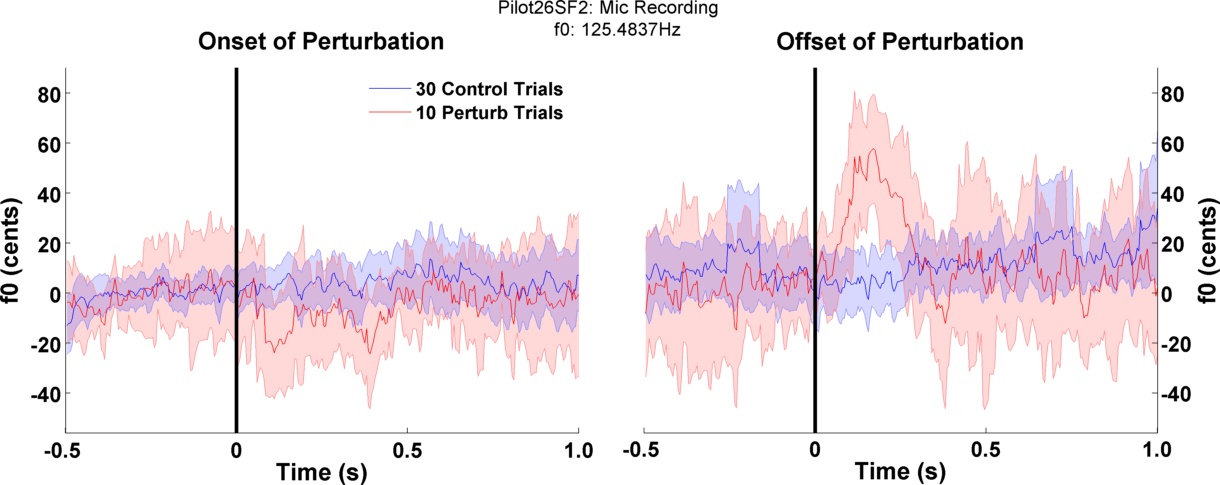 Pilot26SF2: Mic Recording
f0: 125.4837Hz
Onset of Perturbation
Offset of Perturbation
30 Control Trials
10 Perturb Trials
f0 (cents)
80
60
40
20
0
-20
-40
-0.5
0
0.5
1.0
Time (s)
-0.5
0
0.5
1.0
Time (s)
80
60
40
20
0
-20
-40
f0 (cents)